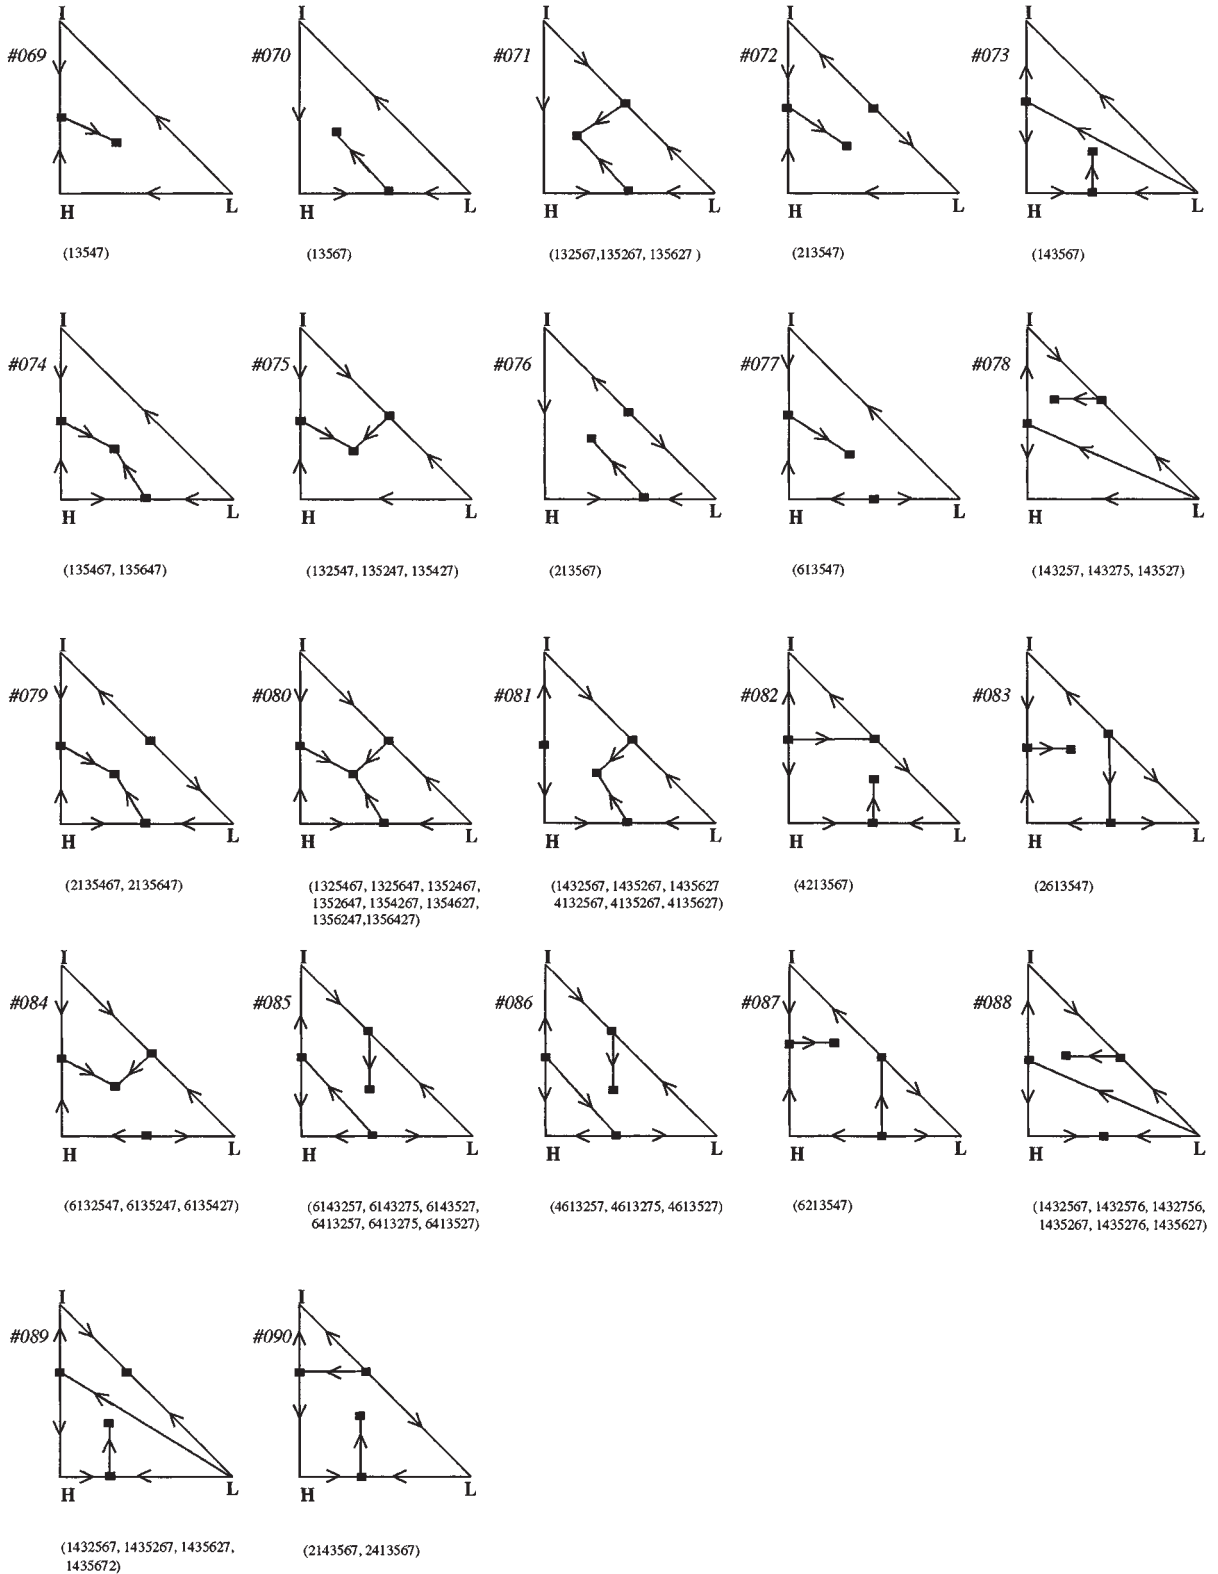 I I I I I
#069 #070 #071 #072 #073
H L H L H L H L H L
(13547) (13567) (132567,135267, 135627 ) (213547) (143567)
I I I I I
#074 #075 #076 #077 #078
H L H L H L H L H L
(135467, 135647) (132547, 135247, 135427) (213567) (613547) (143257, 143275, 143527)
I I I I I
#079 #080 #081 #082 #083
H L H L H L H L H L
(2135467, 2135647) (1325467, 1325647, 1352467, (1432567, 1435267, 1435627 (4213567) (2613547)
1352647, 1354267, 1354627, 4132567, 4135267, 4135627)
1356247,1356427)
I I I I I
#084 #085 #086 #087 #088
H L H L H L H L H L
(6132547, 6135247, 6135427) (6143257, 6143275, 6143527, (4613257, 4613275, 4613527) (6213547) (1432567, 1432576, 1432756,
6413257, 6413275, 6413527) 1435267, 1435276, 1435627)
I I
#089 #090
H L H L
(1432567, 1435267, 1435627, (2143567, 2413567)
1435672)